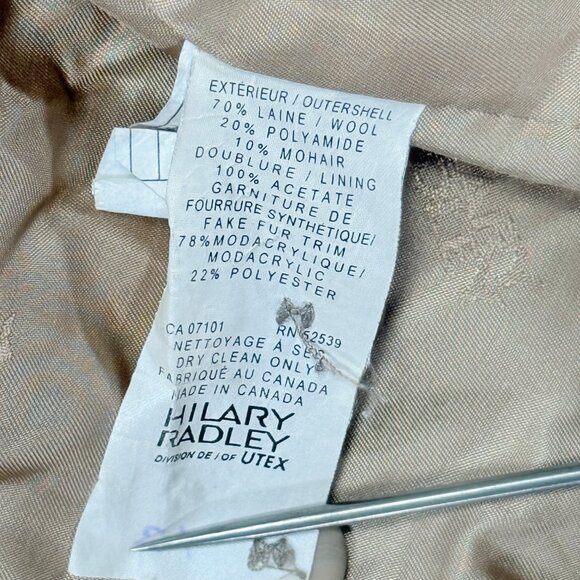 EXTÉRIEUR / OUTERSHELL
70% LAINE / WOOL
20% POLYAMIDE
10% MOHAIR
DOUBLURE / LINING
100% ACETATE
GARNITURE DE
FOURRURE SYNTHÉTIQUE/
FAKE FUR TRIM
78% MODACRYLIQUE/
MODACRYLIC
22% POLYESTER
CA 07101 RN 52539
NETTOYAGE À SEC
DRY CLEAN ONLY
FABRIQUÉ AU CANADA
MADE IN CANADA
HILARY
RADLEY
DIVISION DE / OF UTEX